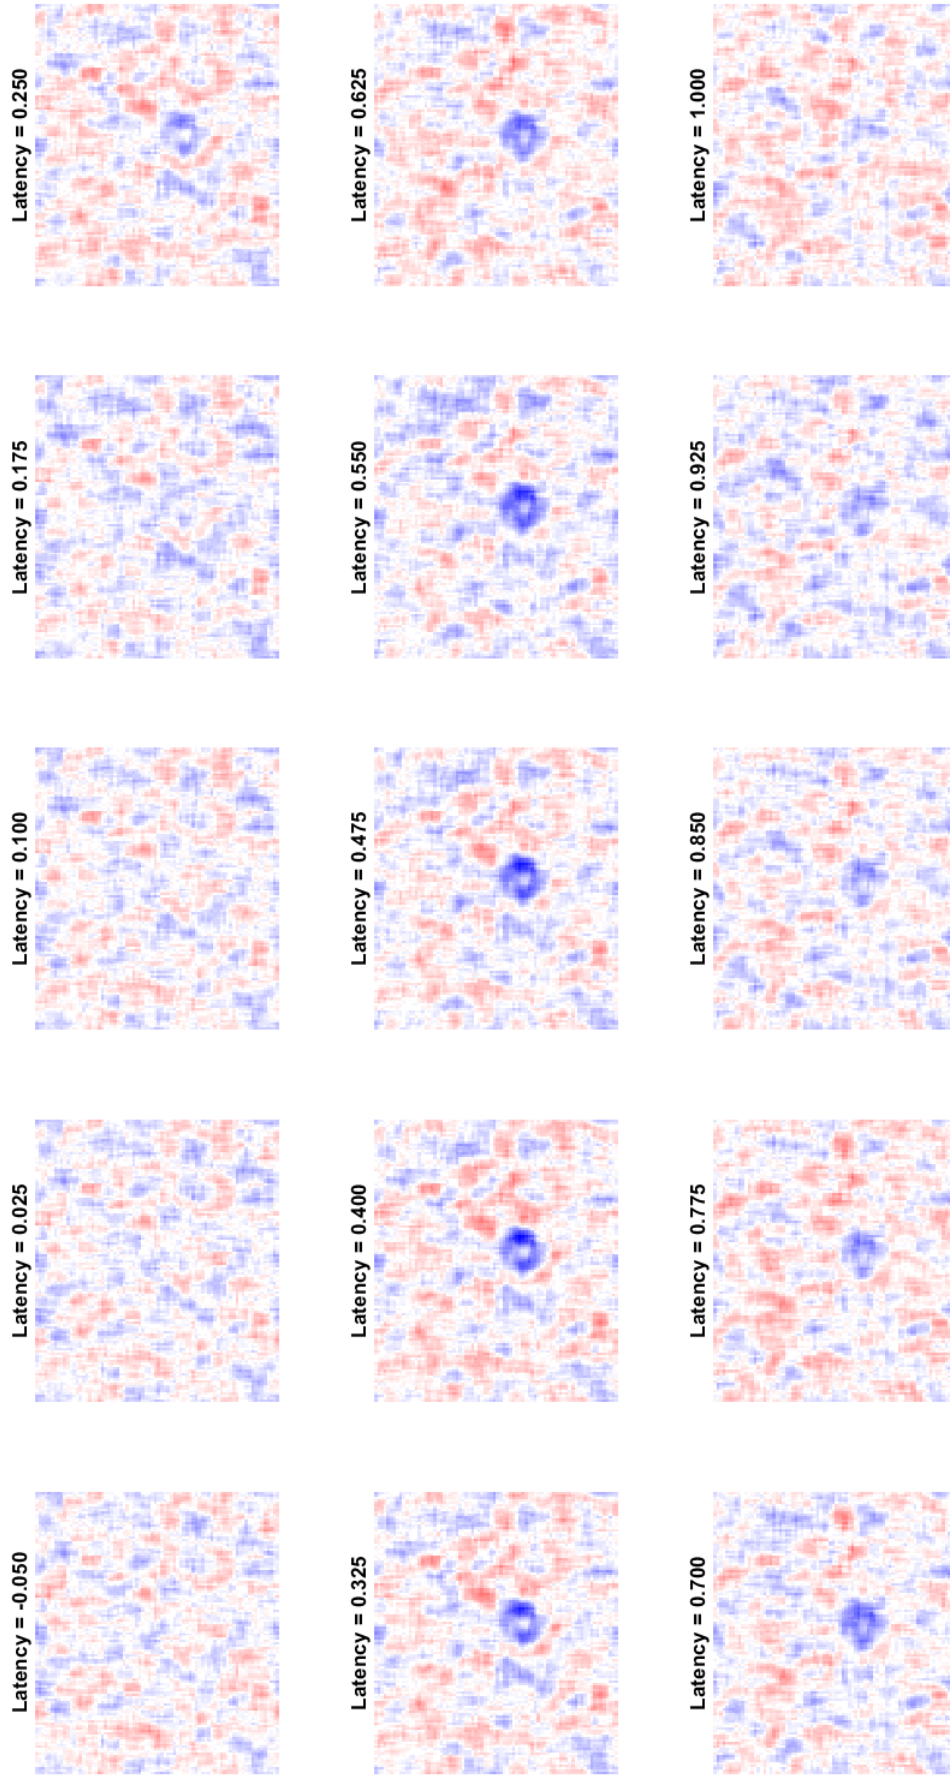 Latency = -0.050
Latency = 0.025
Latency = 0.100
Latency = 0.175
Latency = 0.250
Latency = 0.325
Latency = 0.400
Latency = 0.475
Latency = 0.550
Latency = 0.625
Latency = 0.700
Latency = 0.775
Latency = 0.850
Latency = 0.925
Latency = 1.000